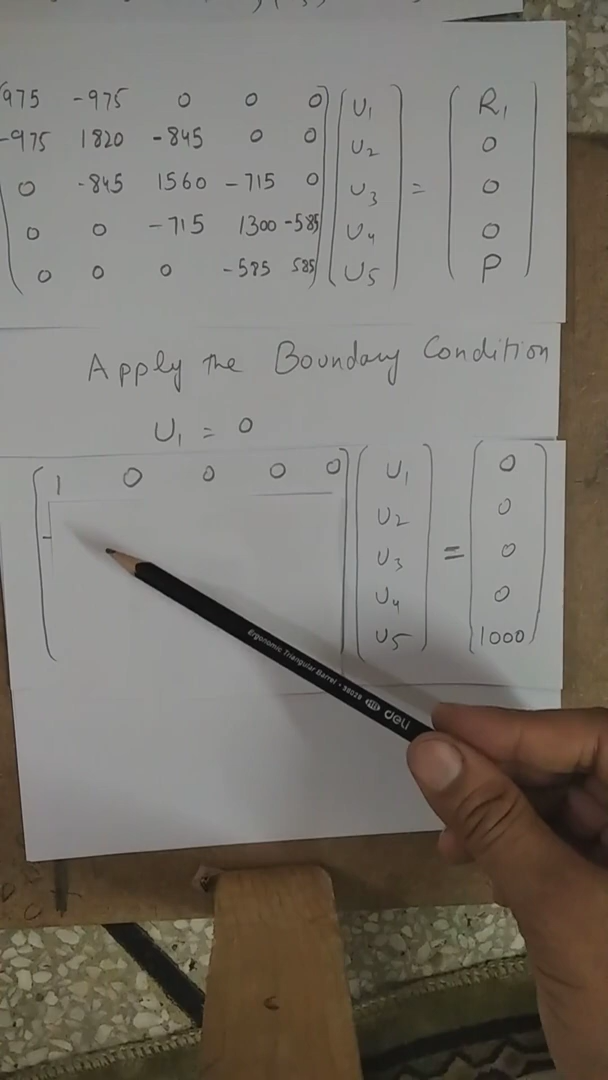 975 -975 0 0 0 U1 R1
-975 1820 -845 0 0 U2 0
0 -845 1560 -715 0 U3 = 0
0 0 -715 1300 -585 U4 0
0 0 0 -585 585 U5 P
Apply the Boundary Condition
U1 = 0
1 0 0 0 0 U1 0
- U2 0
U3 = 0
U4 0
U5 1000
Ergonomic Triangular Barrel • 58029 HB deli